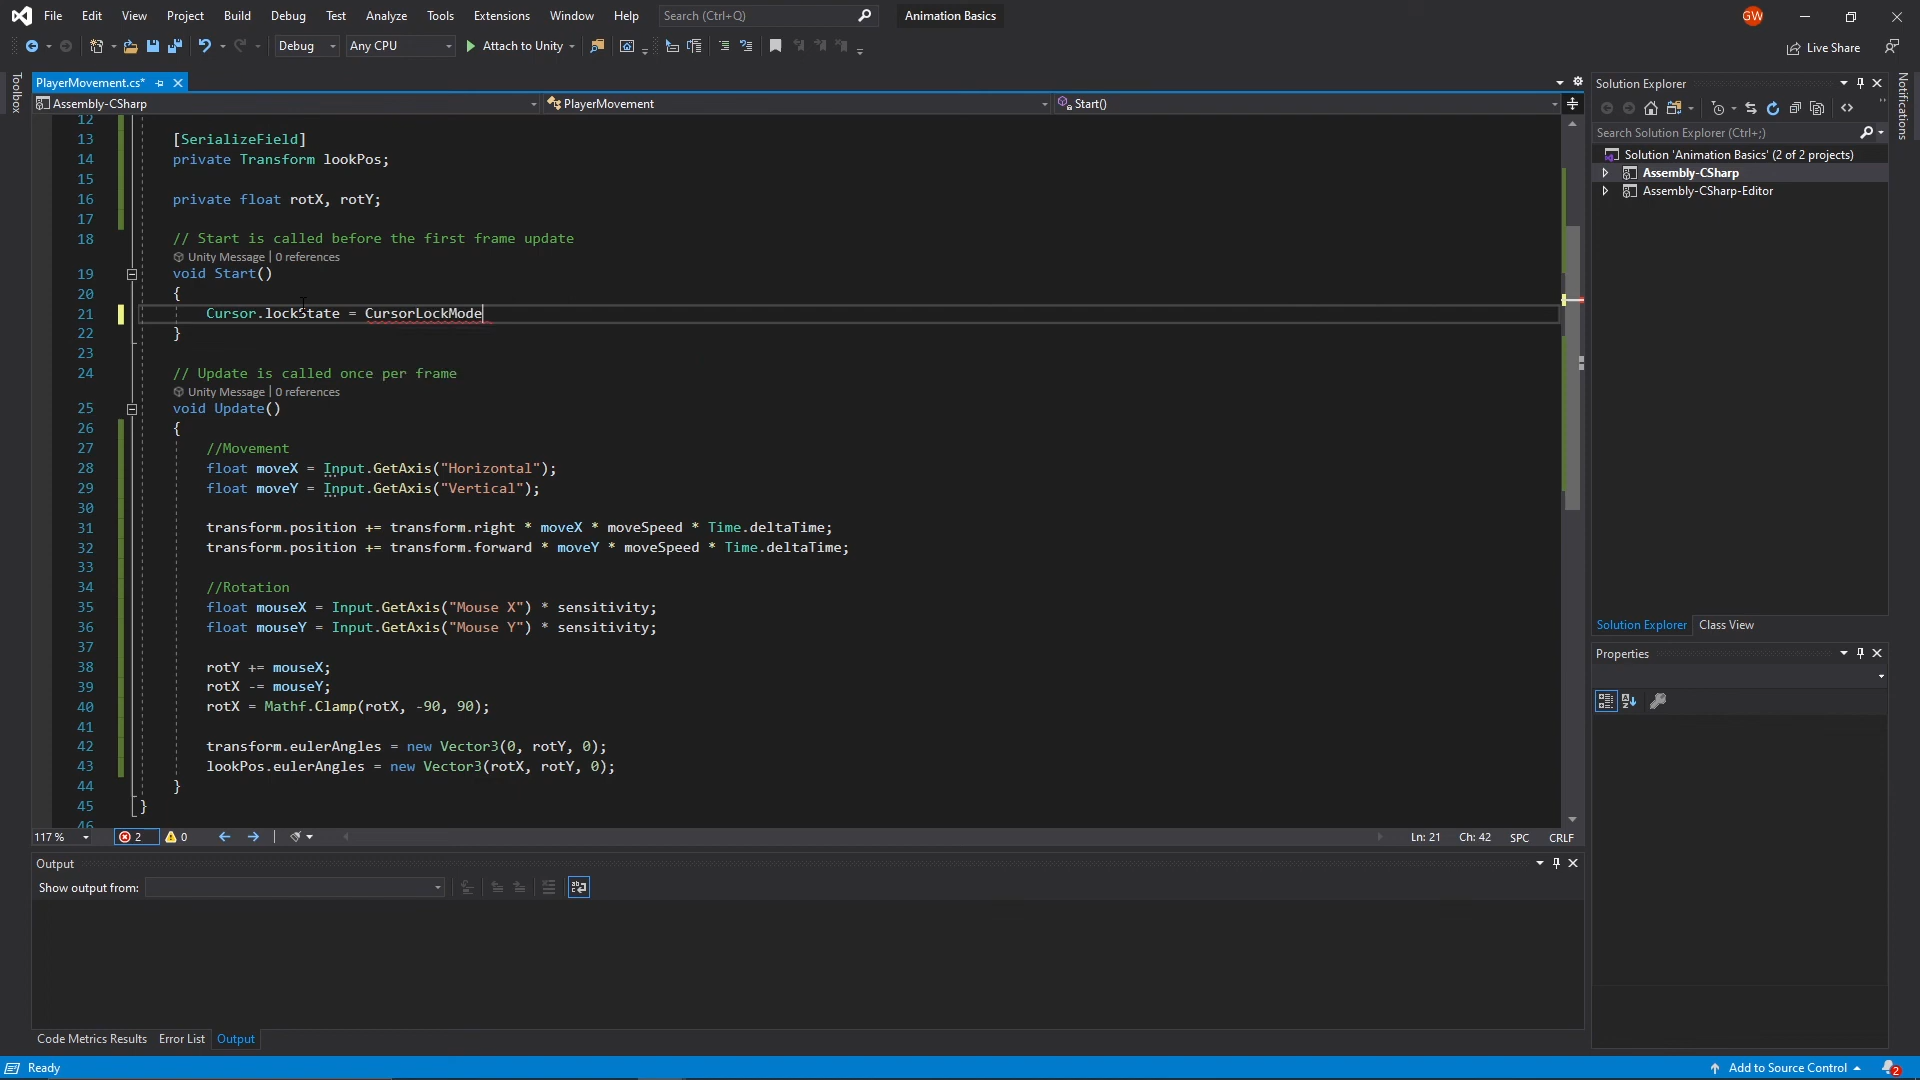 File Edit View Project Build Debug Test Analyze Tools Extensions Window Help Search (Ctrl+Q) Animation Basics GW
Debug Any CPU Attach to Unity Live Share
Toolbox
PlayerMovement.cs*
Assembly-CSharp PlayerMovement Start()
12
13 [SerializeField]
14 private Transform lookPos;
15
16 private float rotX, rotY;
17
18 // Start is called before the first frame update
Unity Message | 0 references
19 void Start()
20 {
21 Cursor.lockState = CursorLockMode
22 }
23
24 // Update is called once per frame
Unity Message | 0 references
25 void Update()
26 {
27 //Movement
28 float moveX = Input.GetAxis("Horizontal");
29 float moveY = Input.GetAxis("Vertical");
30
31 transform.position += transform.right * moveX * moveSpeed * Time.deltaTime;
32 transform.position += transform.forward * moveY * moveSpeed * Time.deltaTime;
33
34 //Rotation
35 float mouseX = Input.GetAxis("Mouse X") * sensitivity;
36 float mouseY = Input.GetAxis("Mouse Y") * sensitivity;
37
38 rotY += mouseX;
39 rotX -= mouseY;
40 rotX = Mathf.Clamp(rotX, -90, 90);
41
42 transform.eulerAngles = new Vector3(0, rotY, 0);
43 lookPos.eulerAngles = new Vector3(rotX, rotY, 0);
44 }
45 }
46
117 % 2 0 Ln: 21 Ch: 42 SPC CRLF
Output
Show output from:
Code Metrics Results Error List Output
Solution Explorer
Search Solution Explorer (Ctrl+;)
Solution 'Animation Basics' (2 of 2 projects)
Assembly-CSharp
Assembly-CSharp-Editor
Solution Explorer Class View
Properties
Notifications
Ready Add to Source Control 2